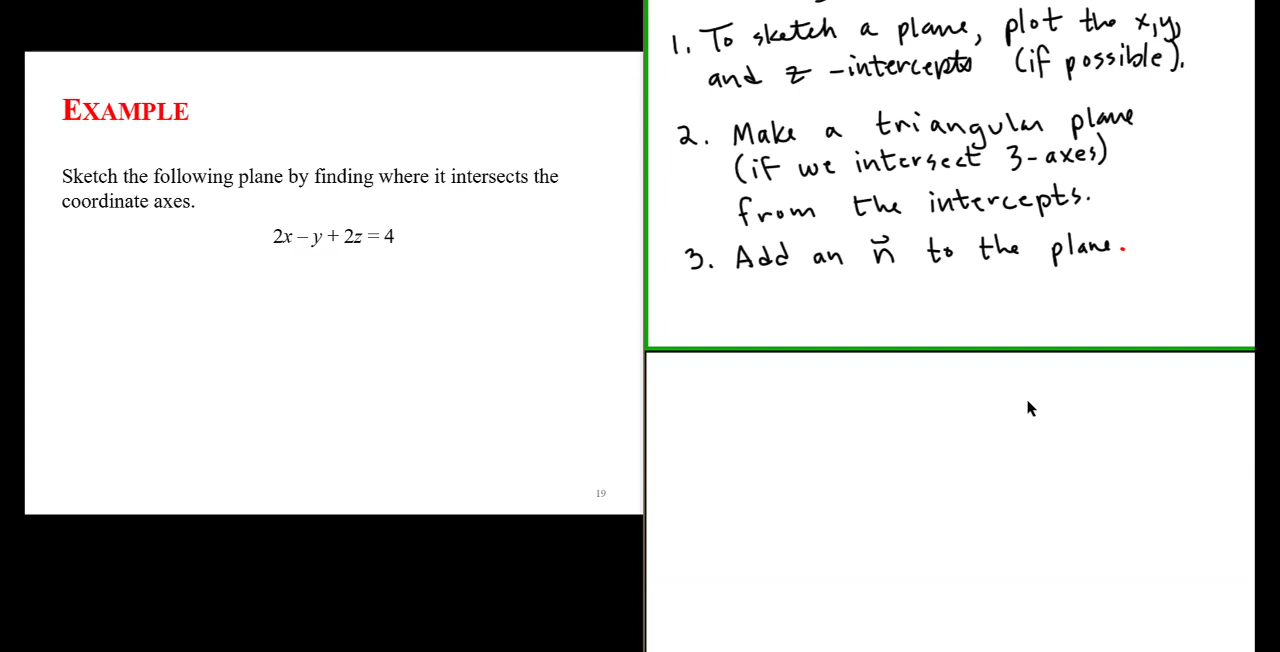 EXAMPLE
Sketch the following plane by finding where it intersects the
coordinate axes.
2x – y + 2z = 4
19
1. To sketch a plane, plot the x, y,
and z -intercepts (if possible).
2. Make a triangular plane
(if we intersect 3-axes)
from the intercepts.
3. Add an n⃗ to the plane.